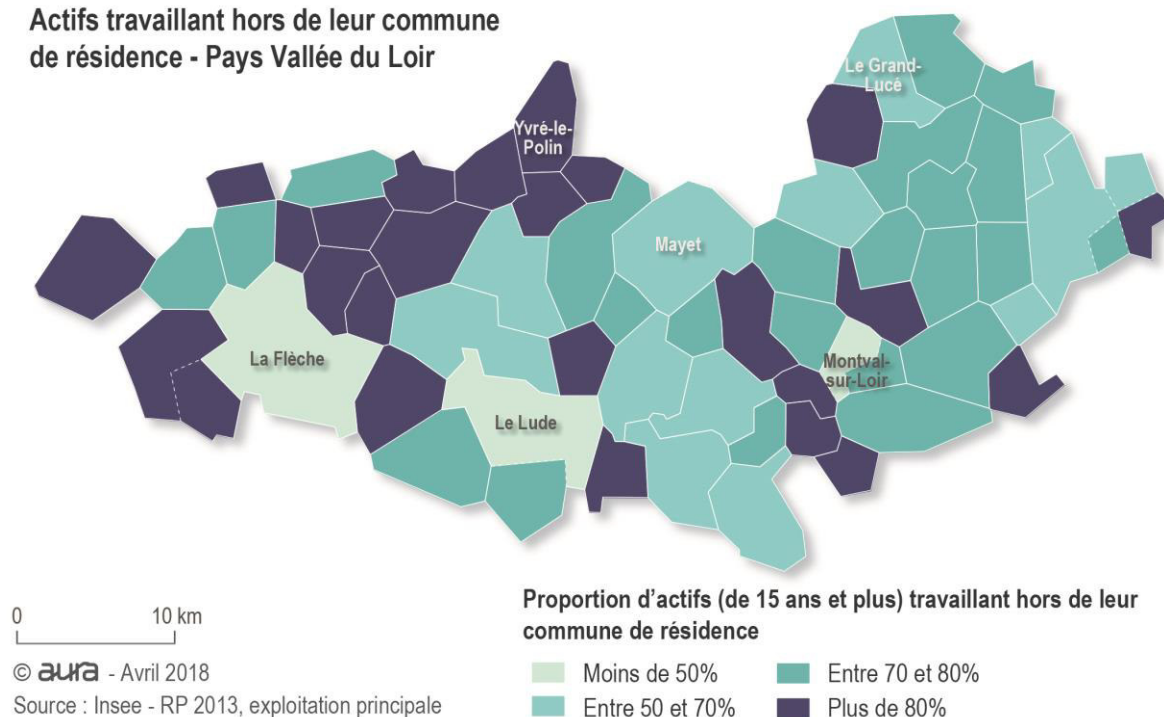 Actifs travaillant hors de leur commune
de résidence - Pays Vallée du Loir
Le Grand-
Lucé
Yvré-le-
Polin
Mayet
La Flèche
Montval-
sur-Loir
Le Lude
0 10 km
© aura - Avril 2018
Source : Insee - RP 2013, exploitation principale
Proportion d'actifs (de 15 ans et plus) travaillant hors de leur
commune de résidence
Moins de 50%
Entre 50 et 70%
Entre 70 et 80%
Plus de 80%